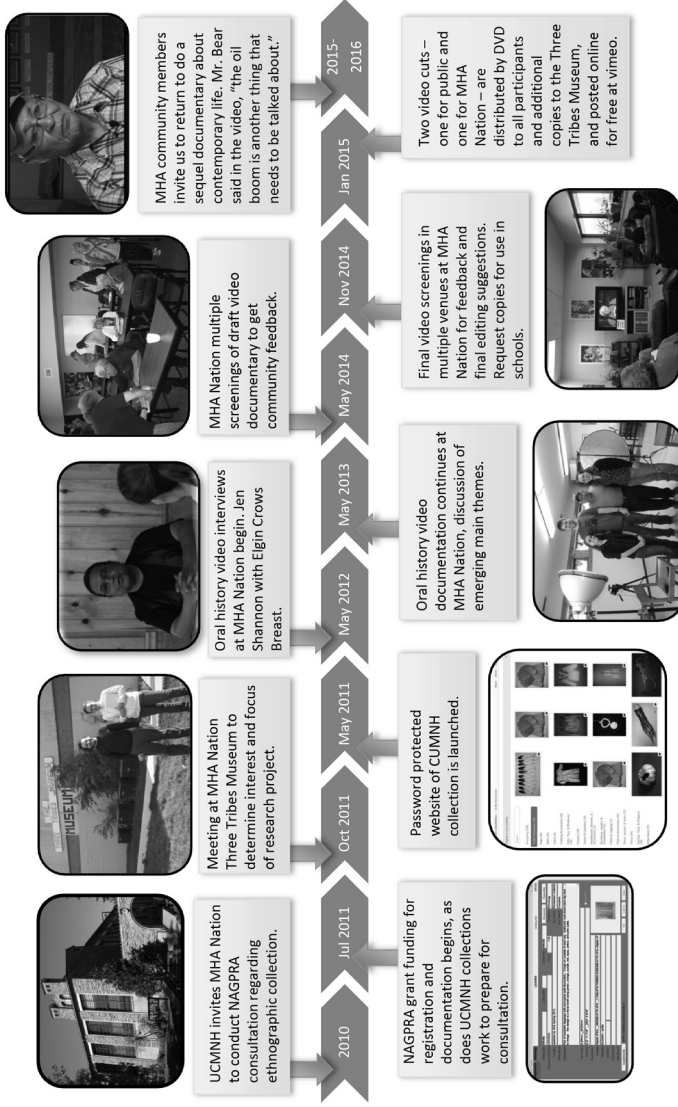 UCMNH invites MHA Nation
to conduct NAGPRA
consultation regarding
ethnographic collection.
Meeting at MHA Nation
Three Tribes Museum to
determine interest and focus
of research project.
Oral history video interviews
at MHA Nation begin. Jen
Shannon with Elgin Crows
Breast.
MHA Nation multiple
screenings of draft video
documentary to get
community feedback.
MHA community members
invite us to return to do a
sequel documentary about
contemporary life. Mr. Bear
said in the video, “the oil
boom is another thing that
needs to be talked about.”
2010
Jul 2011
Oct 2011
May 2011
May 2012
May 2013
May 2014
Nov 2014
Jan 2015
2015-
2016
NAGPRA grant funding for
registration and
documentation begins, as
does UCMNH collections
work to prepare for
consultation.
Password protected
website of CUMNH
collection is launched.
Oral history video
documentation continues at
MHA Nation, discussion of
emerging main themes.
Final video screenings in
multiple venues at MHA
Nation for feedback and
final editing suggestions.
Request copies for use in
schools.
Two video cuts –
one for public and
one for MHA
Nation – are
distributed by DVD
to all participants
and additional
copies to the Three
Tribes Museum,
and posted online
for free at vimeo.
MUSEUM